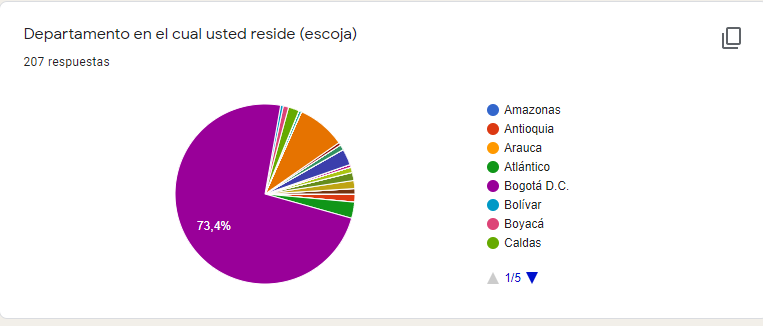 Departamento en el cual usted reside (escoja)
207 respuestas
73,4%
Amazonas
Antioquia
Arauca
Atlántico
Bogotá D.C.
Bolívar
Boyacá
Caldas
1/5